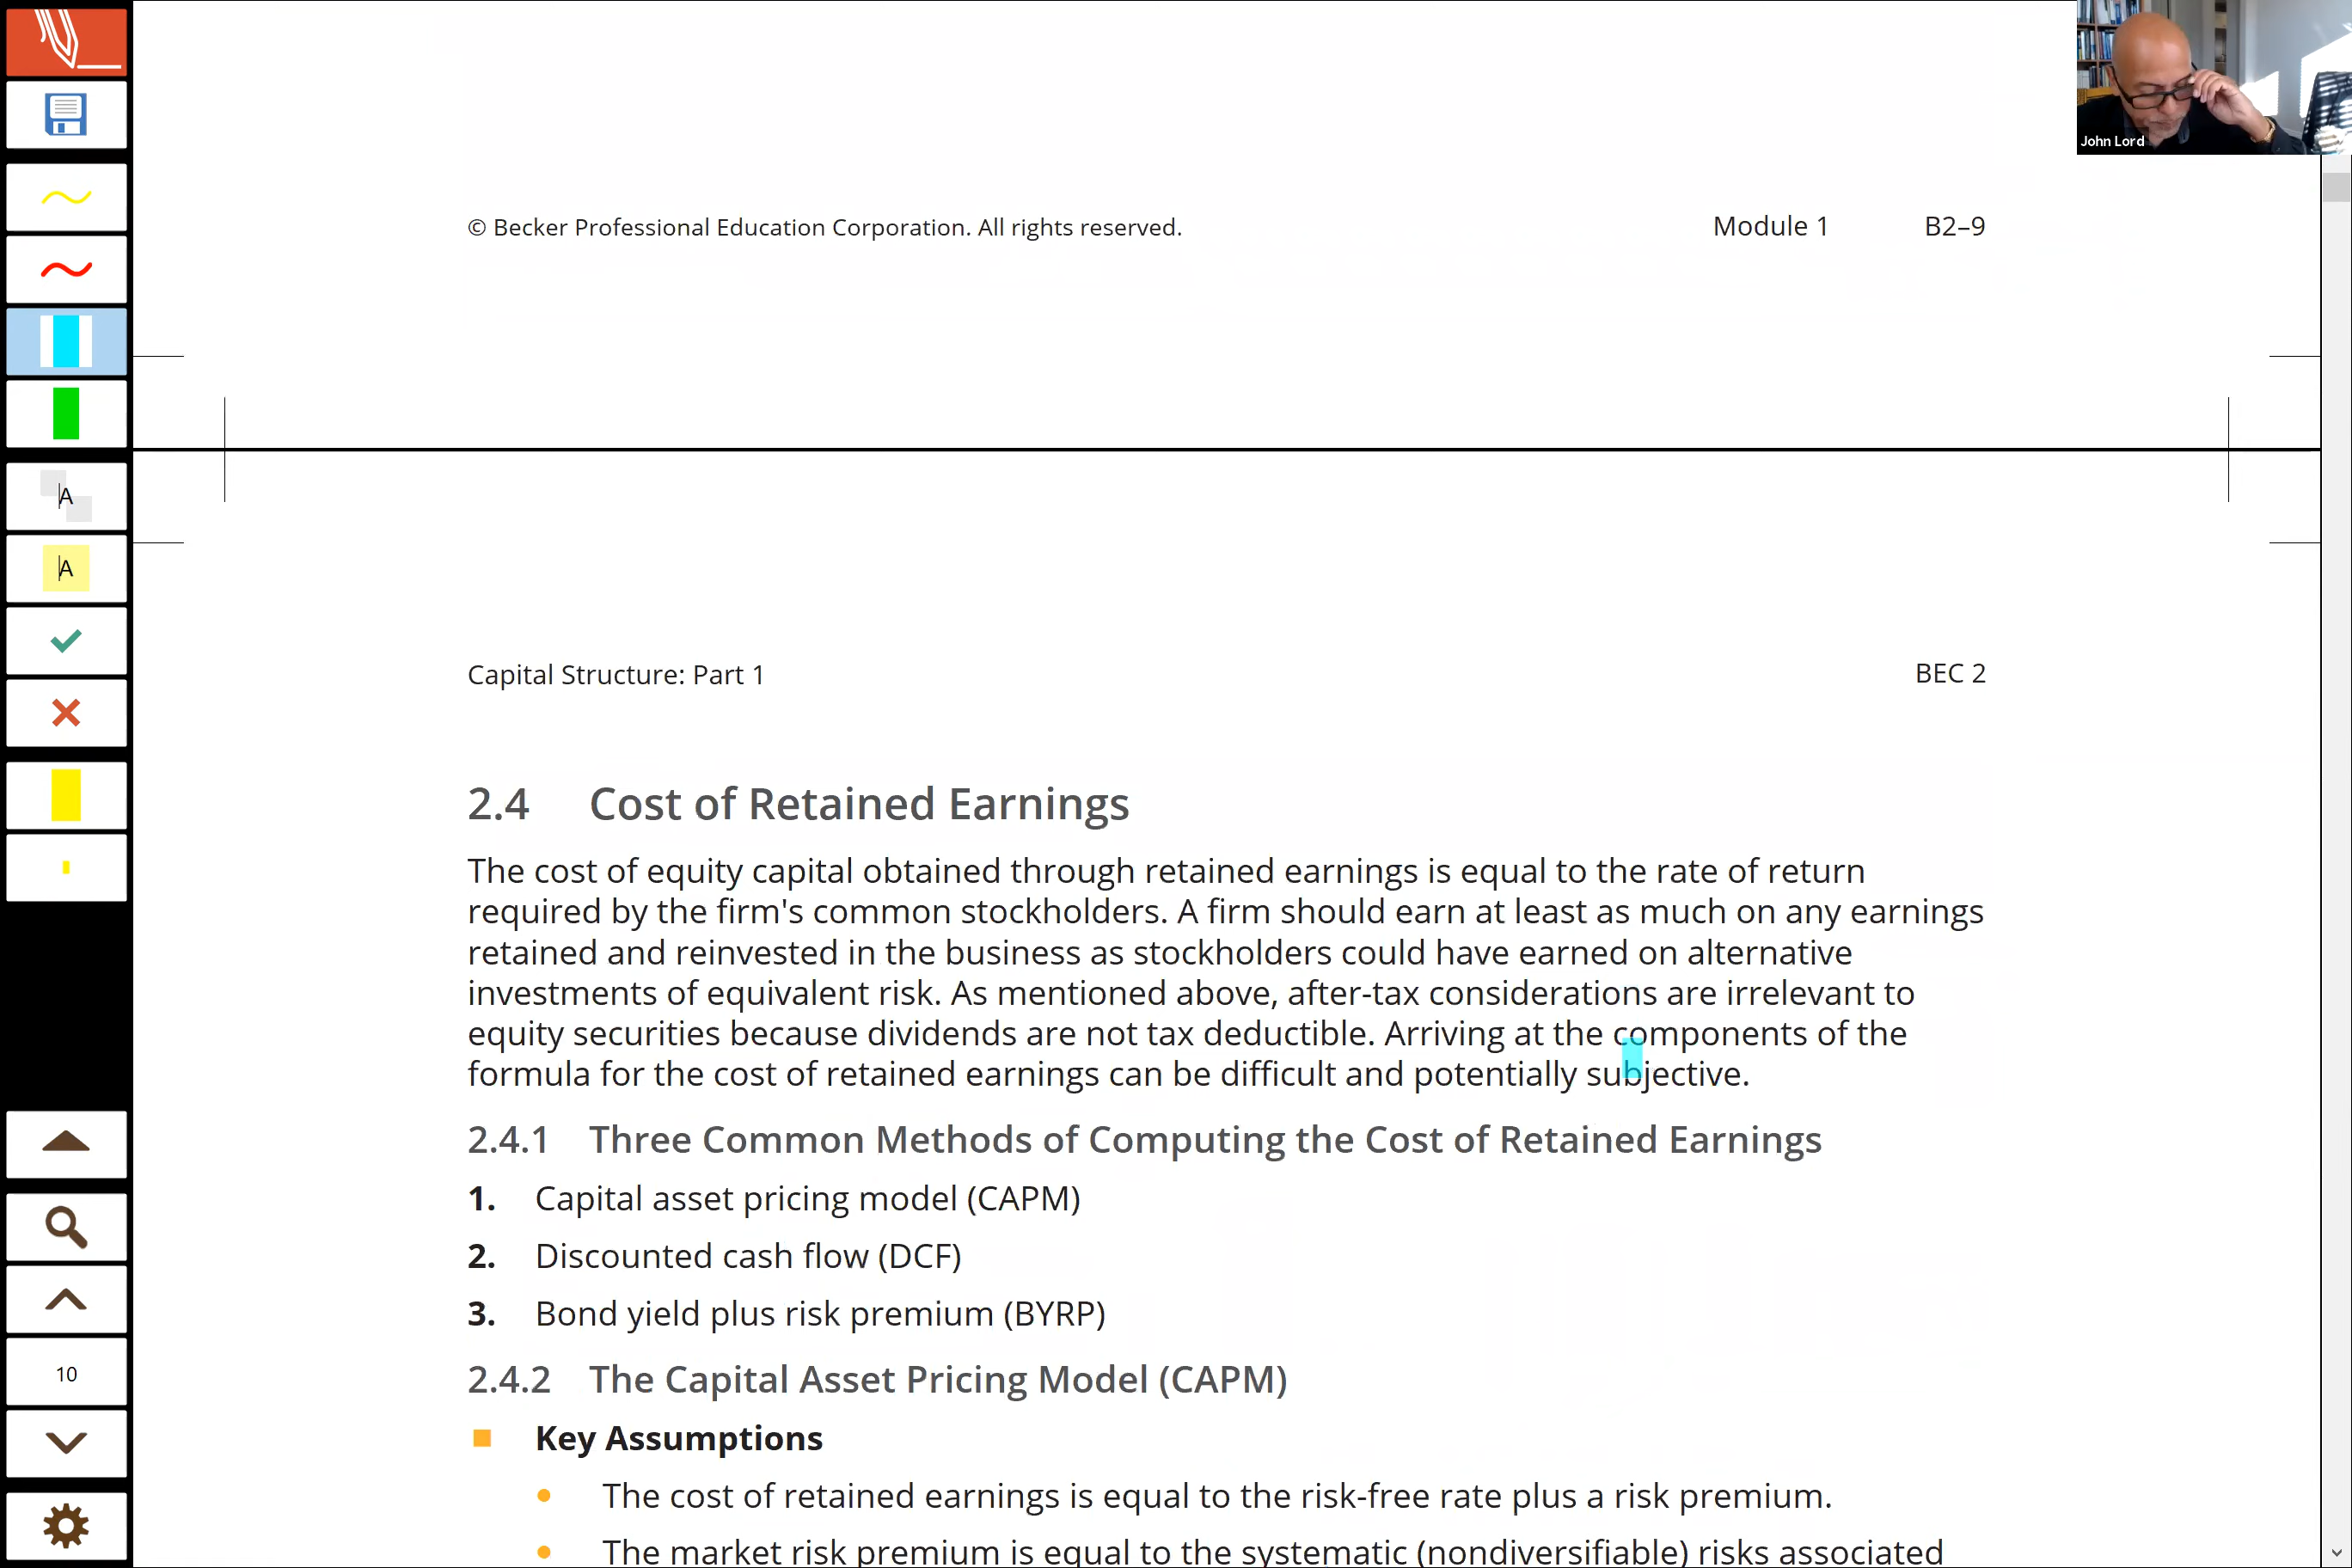 John Lord
© Becker Professional Education Corporation. All rights reserved. Module 1 B2–9
Capital Structure: Part 1 BEC 2
2.4 Cost of Retained Earnings
The cost of equity capital obtained through retained earnings is equal to the rate of return
required by the firm's common stockholders. A firm should earn at least as much on any earnings
retained and reinvested in the business as stockholders could have earned on alternative
investments of equivalent risk. As mentioned above, after-tax considerations are irrelevant to
equity securities because dividends are not tax deductible. Arriving at the components of the
formula for the cost of retained earnings can be difficult and potentially subjective.
2.4.1 Three Common Methods of Computing the Cost of Retained Earnings
1. Capital asset pricing model (CAPM)
2. Discounted cash flow (DCF)
3. Bond yield plus risk premium (BYRP)
2.4.2 The Capital Asset Pricing Model (CAPM)
Key Assumptions
The cost of retained earnings is equal to the risk-free rate plus a risk premium.
The market risk premium is equal to the systematic (nondiversifiable) risks associated
A
A
10